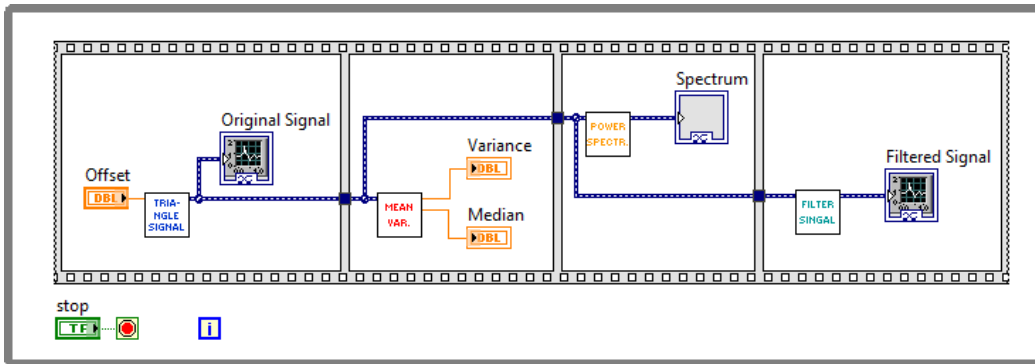 Original Signal
Offset
DBL
TRIA-
NGLE
SIGNAL
MEAN
VAR.
Variance
DBL
Median
DBL
POWER
SPECTR.
Spectrum
FILTER
SINGAL
Filtered Signal
stop
TF
i